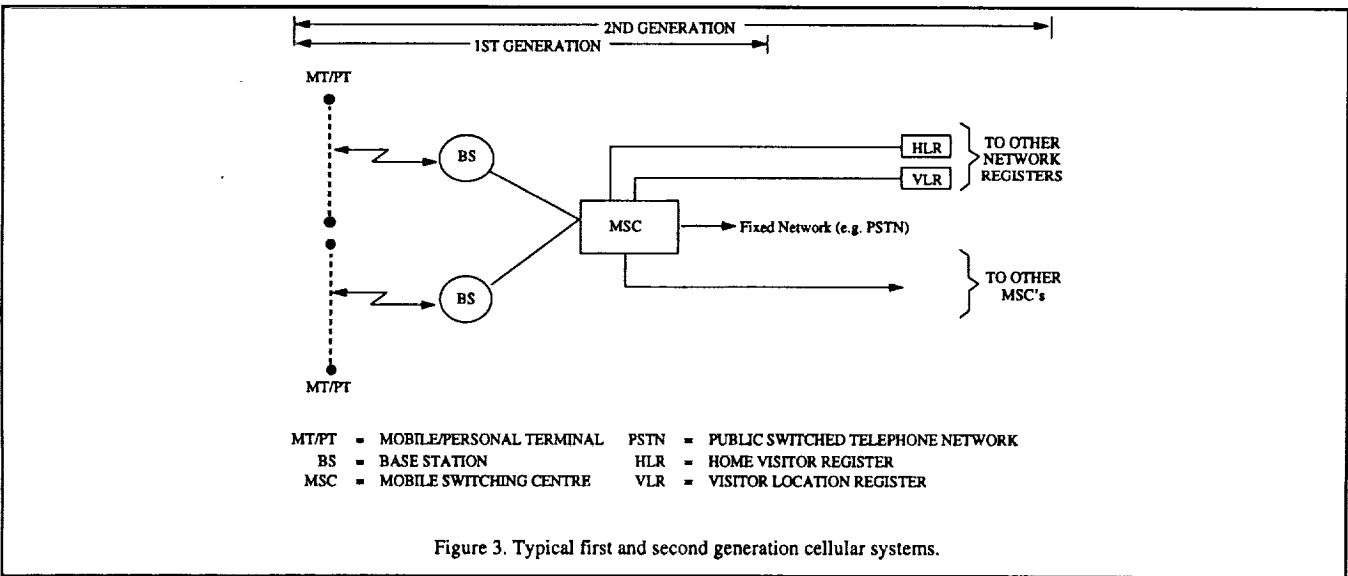 2ND GENERATION
1ST GENERATION
MT/PT
BS
HLR
VLR
TO OTHER
NETWORK
REGISTERS
MSC
Fixed Network (e.g. PSTN)
BS
TO OTHER
MSC's
MT/PT
MT/PT = MOBILE/PERSONAL TERMINAL PSTN = PUBLIC SWITCHED TELEPHONE NETWORK
BS = BASE STATION HLR = HOME VISITOR REGISTER
MSC = MOBILE SWITCHING CENTRE VLR = VISITOR LOCATION REGISTER
Figure 3. Typical first and second generation cellular systems.